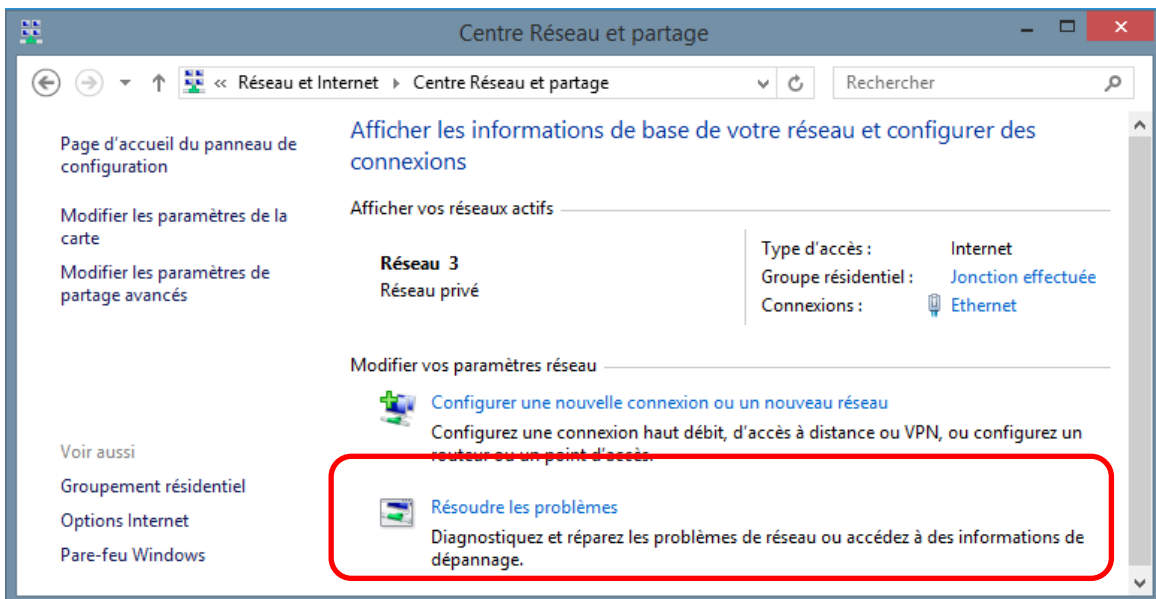 Centre Réseau et partage
« Réseau et Internet Centre Réseau et partage
Rechercher
Page d'accueil du panneau de
configuration
Modifier les paramètres de la
carte
Modifier les paramètres de
partage avancés
Voir aussi
Groupement résidentiel
Options Internet
Pare-feu Windows
Afficher les informations de base de votre réseau et configurer des
connexions
Afficher vos réseaux actifs
Réseau 3
Réseau privé
Type d'accès : Internet
Groupe résidentiel : Jonction effectuée
Connexions : Ethernet
Modifier vos paramètres réseau
Configurer une nouvelle connexion ou un nouveau réseau
Configurez une connexion haut débit, d'accès à distance ou VPN, ou configurez un
routeur ou un point d'accès.
Résoudre les problèmes
Diagnostiquez et réparez les problèmes de réseau ou accédez à des informations de
dépannage.